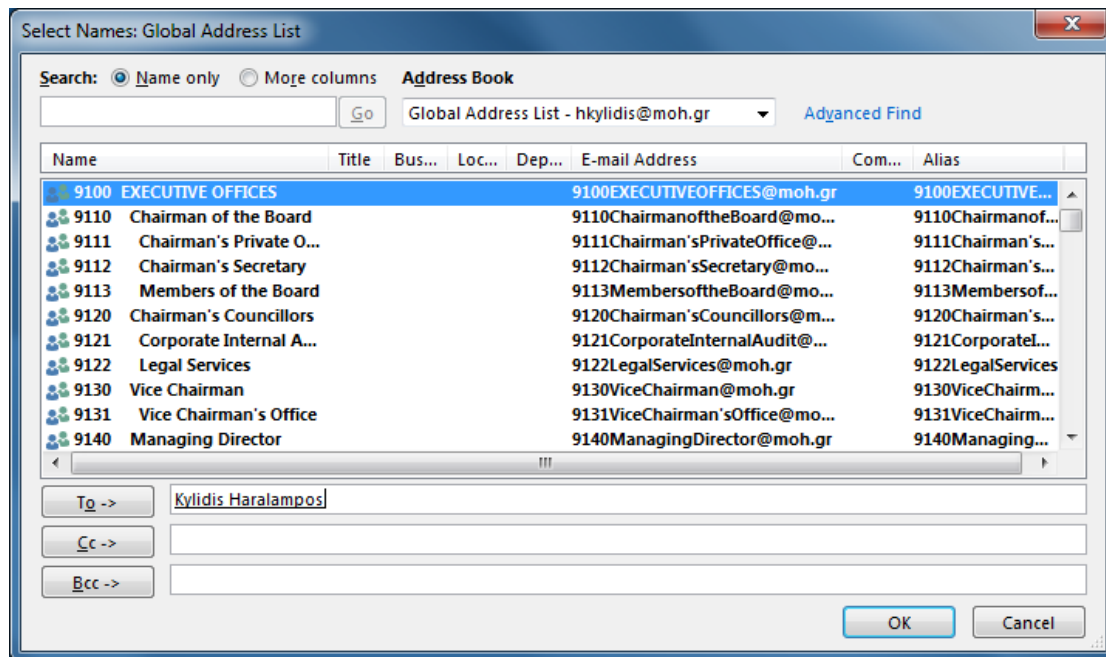 Select Names: Global Address List
Search: Name only More columns Address Book
Go Global Address List - hkylidis@moh.gr Advanced Find
Name Title Bus... Loc... Dep... E-mail Address Com... Alias
9100 EXECUTIVE OFFICES 9100EXECUTIVEOFFICES@moh.gr 9100EXECUTIVE...
9110 Chairman of the Board 9110ChairmanoftheBoard@mo... 9110Chairmanof...
9111 Chairman's Private O... 9111Chairman'sPrivateOffice@... 9111Chairman's...
9112 Chairman's Secretary 9112Chairman'sSecretary@mo... 9112Chairman's...
9113 Members of the Board 9113MembersoftheBoard@mo... 9113Membersof...
9120 Chairman's Councillors 9120Chairman'sCouncillors@m... 9120Chairman's...
9121 Corporate Internal A... 9121CorporateInternalAudit@... 9121CorporateI...
9122 Legal Services 9122LegalServices@moh.gr 9122LegalServices
9130 Vice Chairman 9130ViceChairman@moh.gr 9130ViceChairm...
9131 Vice Chairman's Office 9131ViceChairman'sOffice@mo... 9131ViceChairm...
9140 Managing Director 9140ManagingDirector@moh.gr 9140Managing...
To -> Kylidis Haralampos
Cc ->
Bcc ->
OK Cancel